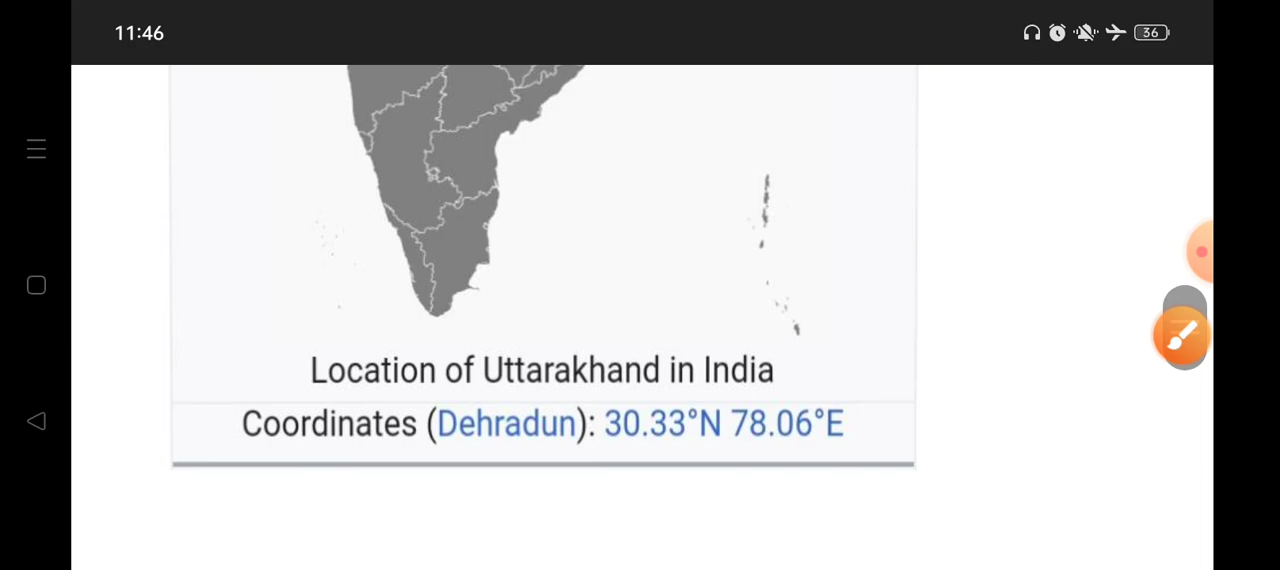 11:46
36
Location of Uttarakhand in India
Coordinates (Dehradun): 30.33°N 78.06°E